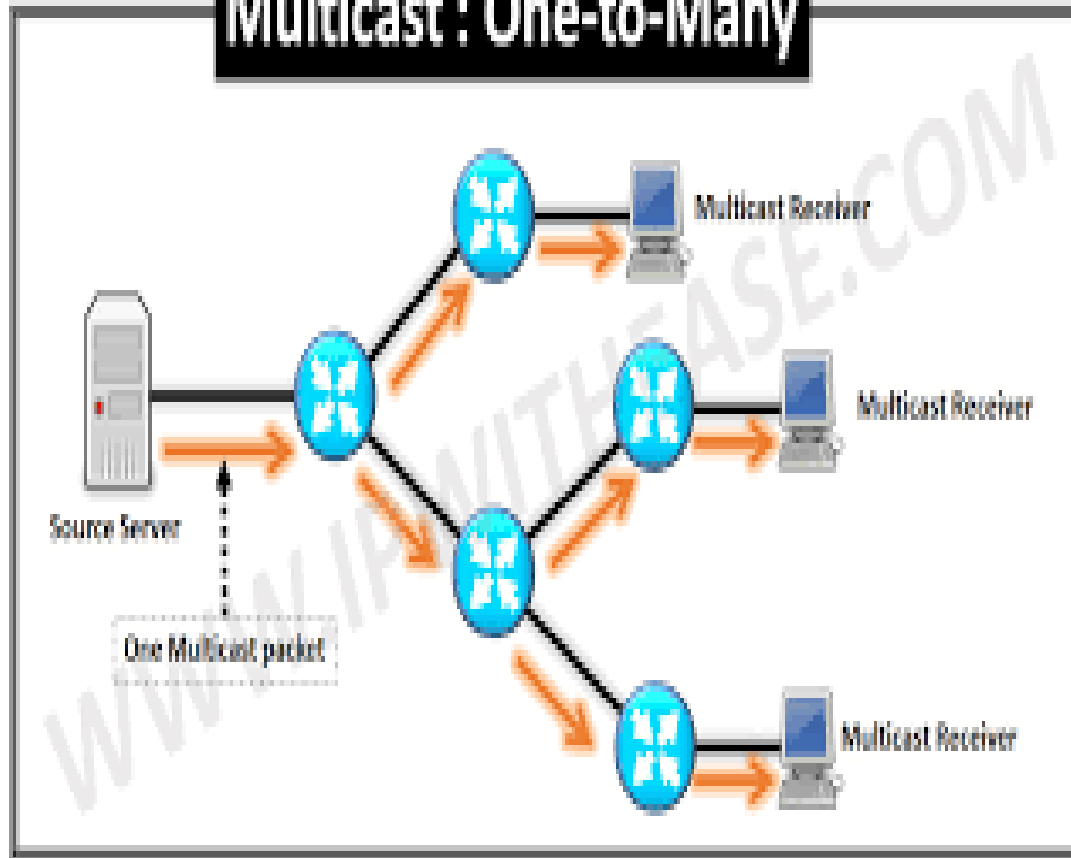 Multicast : One-to-Many
Multicast Receiver
Multicast Receiver
Source Server
One Multicast packet
Multicast Receiver
WWW.IPWITHEASE.COM